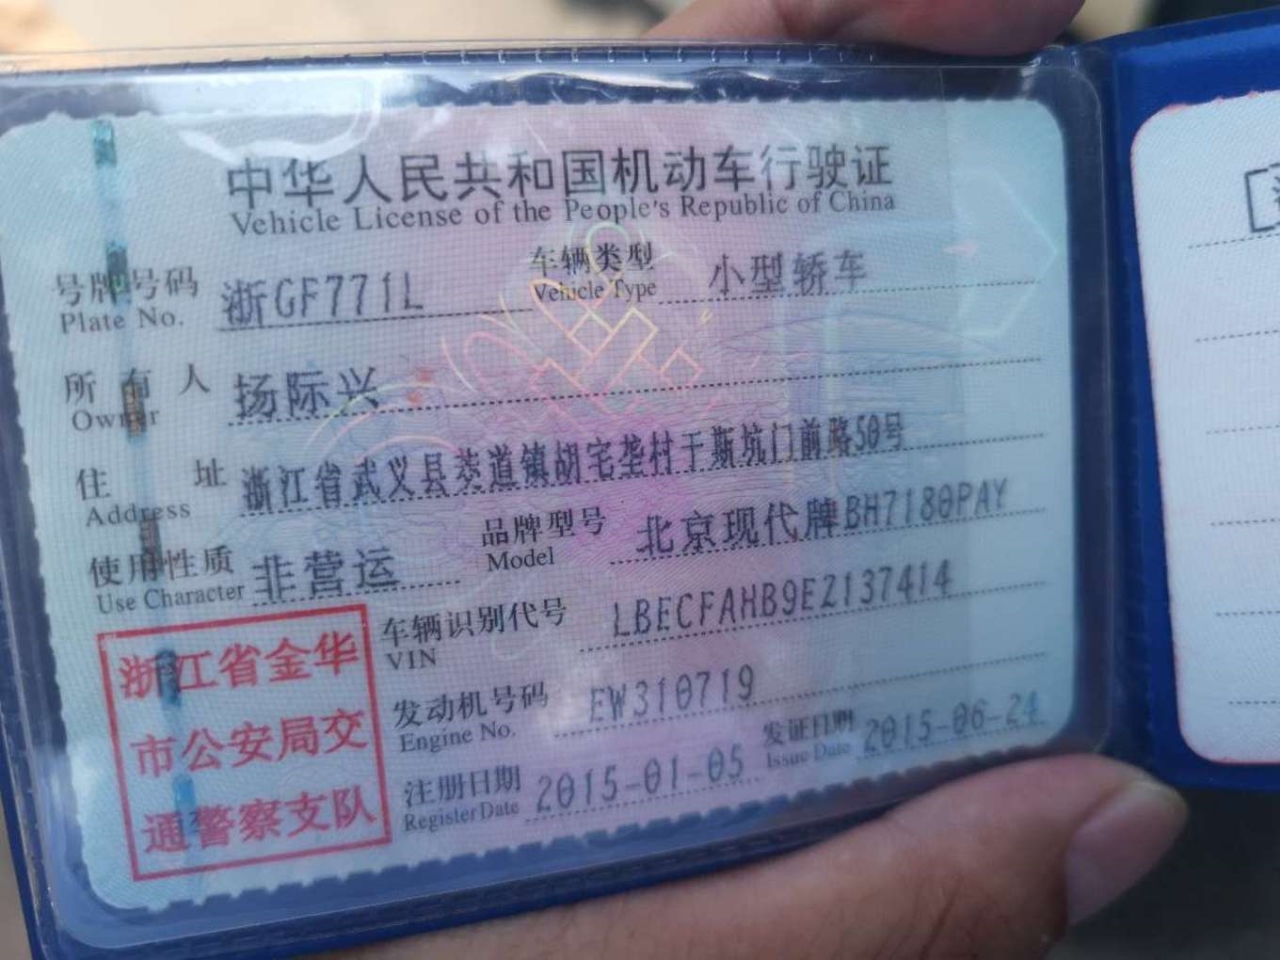 中华人民共和国机动车行驶证
Vehicle License of the People's Republic of China
号牌号码 浙GF771L 车辆类型 小型轿车
Plate No. Vehicle Type
所有人 扬际兴
Owner
住址 浙江省武义县茭道镇胡宅垄村于斯坑门前路50号
Address
使用性质 非营运 品牌型号 北京现代牌BH7180PAY
Use Character Model
车辆识别代号 LBECFAHB9EZ137414
VIN
发动机号码 EW310719
Engine No.
注册日期 2015-01-05 发证日期 2015-06-24
Register Date Issue Date
浙江省金华
市公安局交
通警察支队